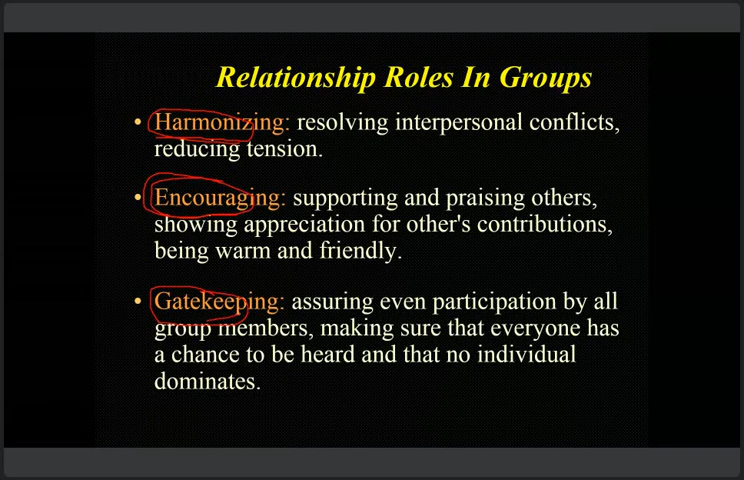 Relationship Roles In Groups
• Harmonizing: resolving interpersonal conflicts,
reducing tension.
• Encouraging: supporting and praising others,
showing appreciation for other's contributions,
being warm and friendly.
• Gatekeeping: assuring even participation by all
group members, making sure that everyone has
a chance to be heard and that no individual
dominates.